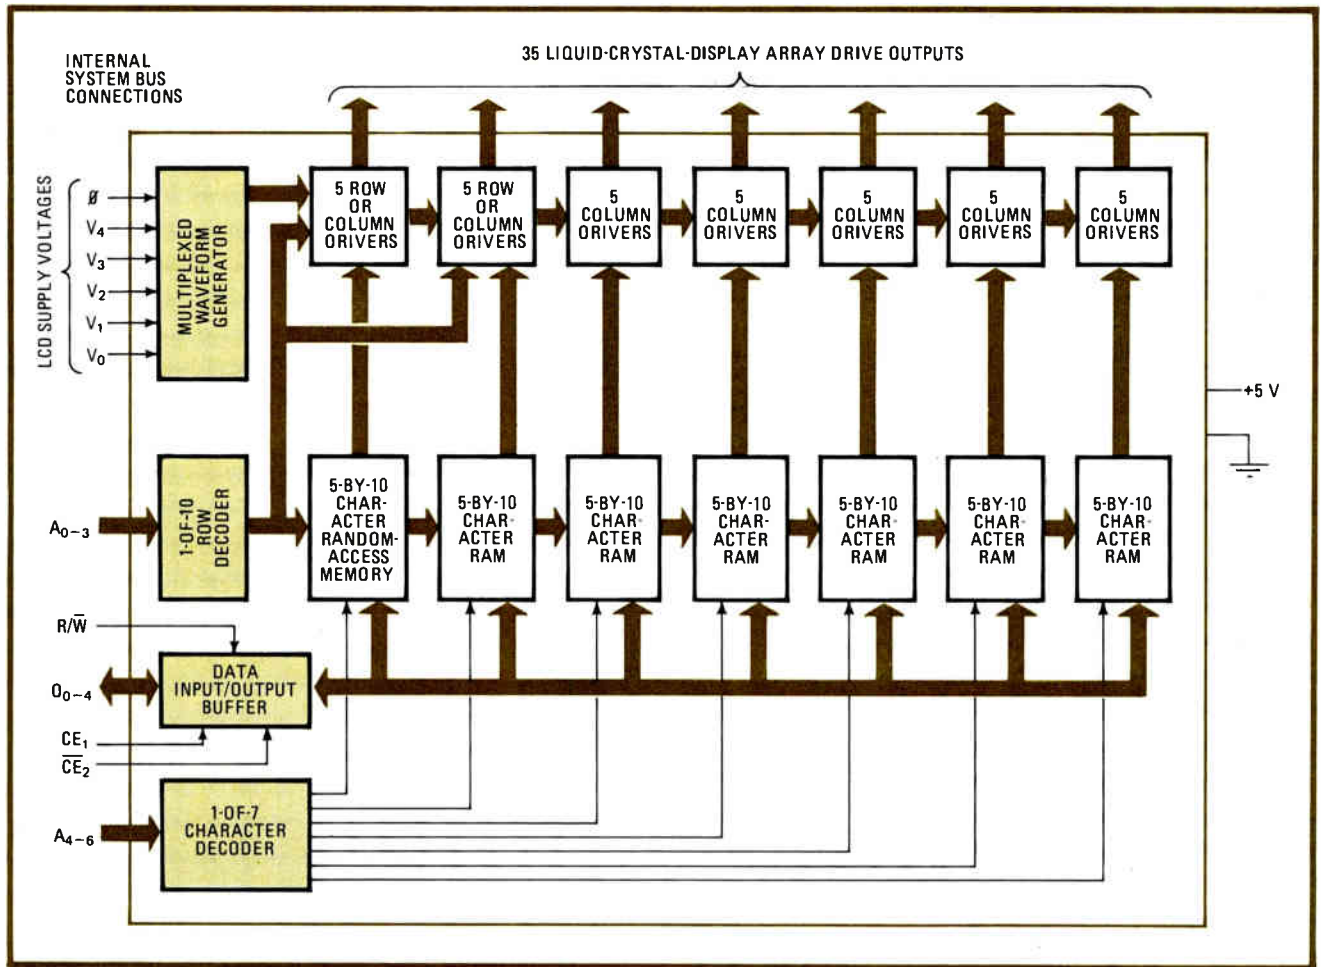 INTERNAL
SYSTEM BUS
CONNECTIONS
35 LIQUID-CRYSTAL-DISPLAY ARRAY DRIVE OUTPUTS
LCD SUPPLY VOLTAGES
Ø
V4
V3
V2
V1
V0
MULTIPLEXED
WAVEFORM
GENERATOR
5 ROW
OR
COLUMN
ORIVERS
5 ROW
OR
COLUMN
ORIVERS
5
COLUMN
ORIVERS
5
COLUMN
ORIVERS
5
COLUMN
ORIVERS
5
COLUMN
ORIVERS
5
COLUMN
ORIVERS
+5 V
A0–3
1-OF-10
ROW
DECODER
5-BY-10
CHAR-
ACTER
RANDOM-
ACCESS
MEMORY
5-BY-10
CHAR-
ACTER
RAM
5-BY-10
CHAR-
ACTER
RAM
5-BY-10
CHAR-
ACTER
RAM
5-BY-10
CHAR-
ACTER
RAM
5-BY-10
CHAR-
ACTER
RAM
5-BY-10
CHAR-
ACTER
RAM
R/W̅
O0–4
DATA
INPUT/OUTPUT
BUFFER
CE1
C̅E̅2
A4–6
1-OF-7
CHARACTER
DECODER